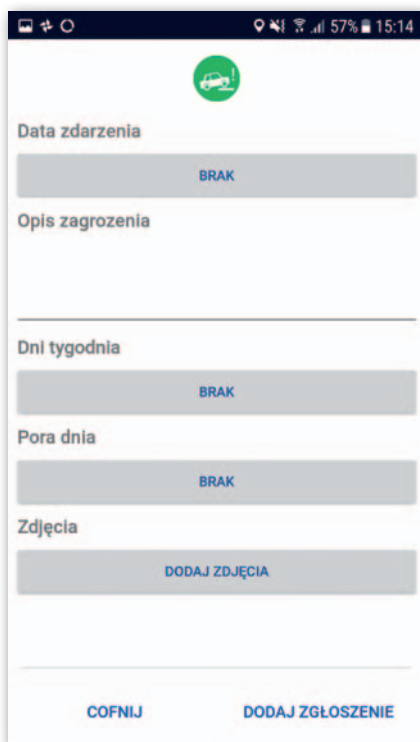 57% 15:14
Data zdarzenia
BRAK
Opis zagrozenia
Dni tygodnia
BRAK
Pora dnia
BRAK
Zdjęcia
DODAJ ZDJĘCIA
COFNIJ DODAJ ZGŁOSZENIE